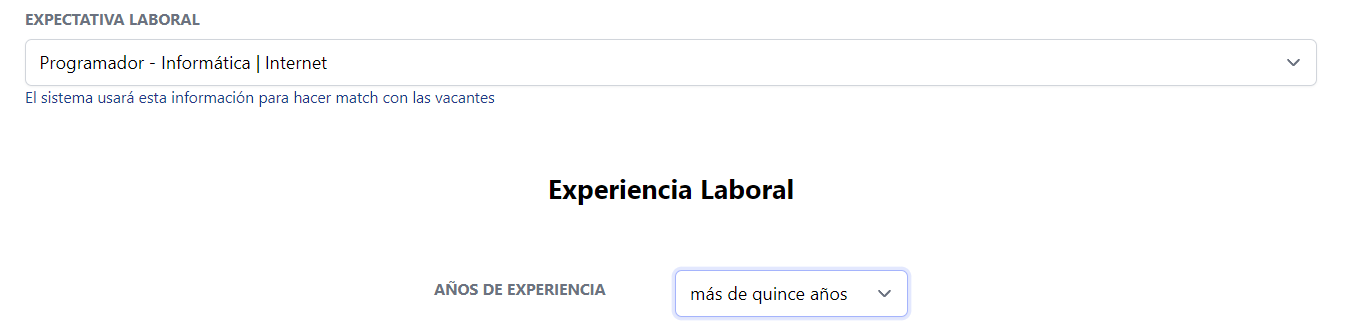 EXPECTATIVA LABORAL
Programador - Informática | Internet
El sistema usará esta información para hacer match con las vacantes
Experiencia Laboral
AÑOS DE EXPERIENCIA
más de quince años